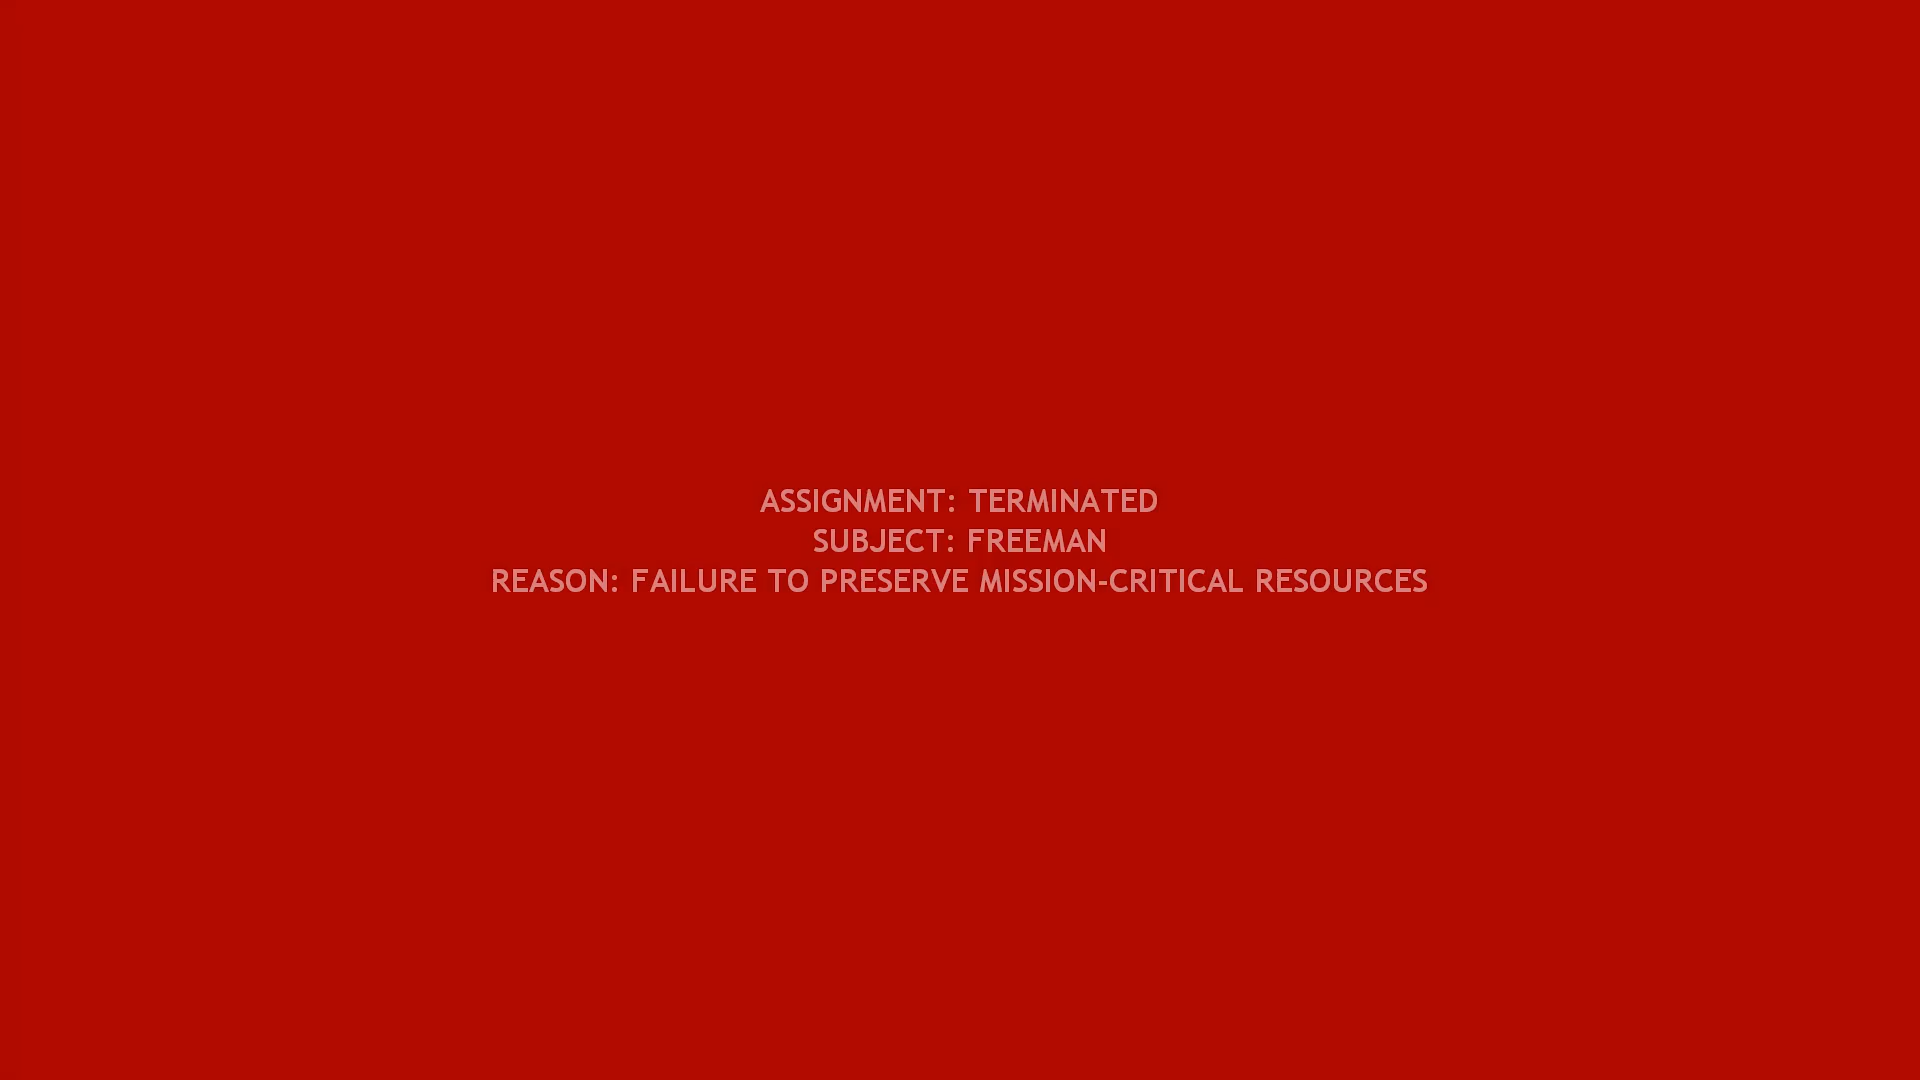 ASSIGNMENT: TERMINATED
SUBJECT: FREEMAN
REASON: FAILURE TO PRESERVE MISSION-CRITICAL RESOURCES